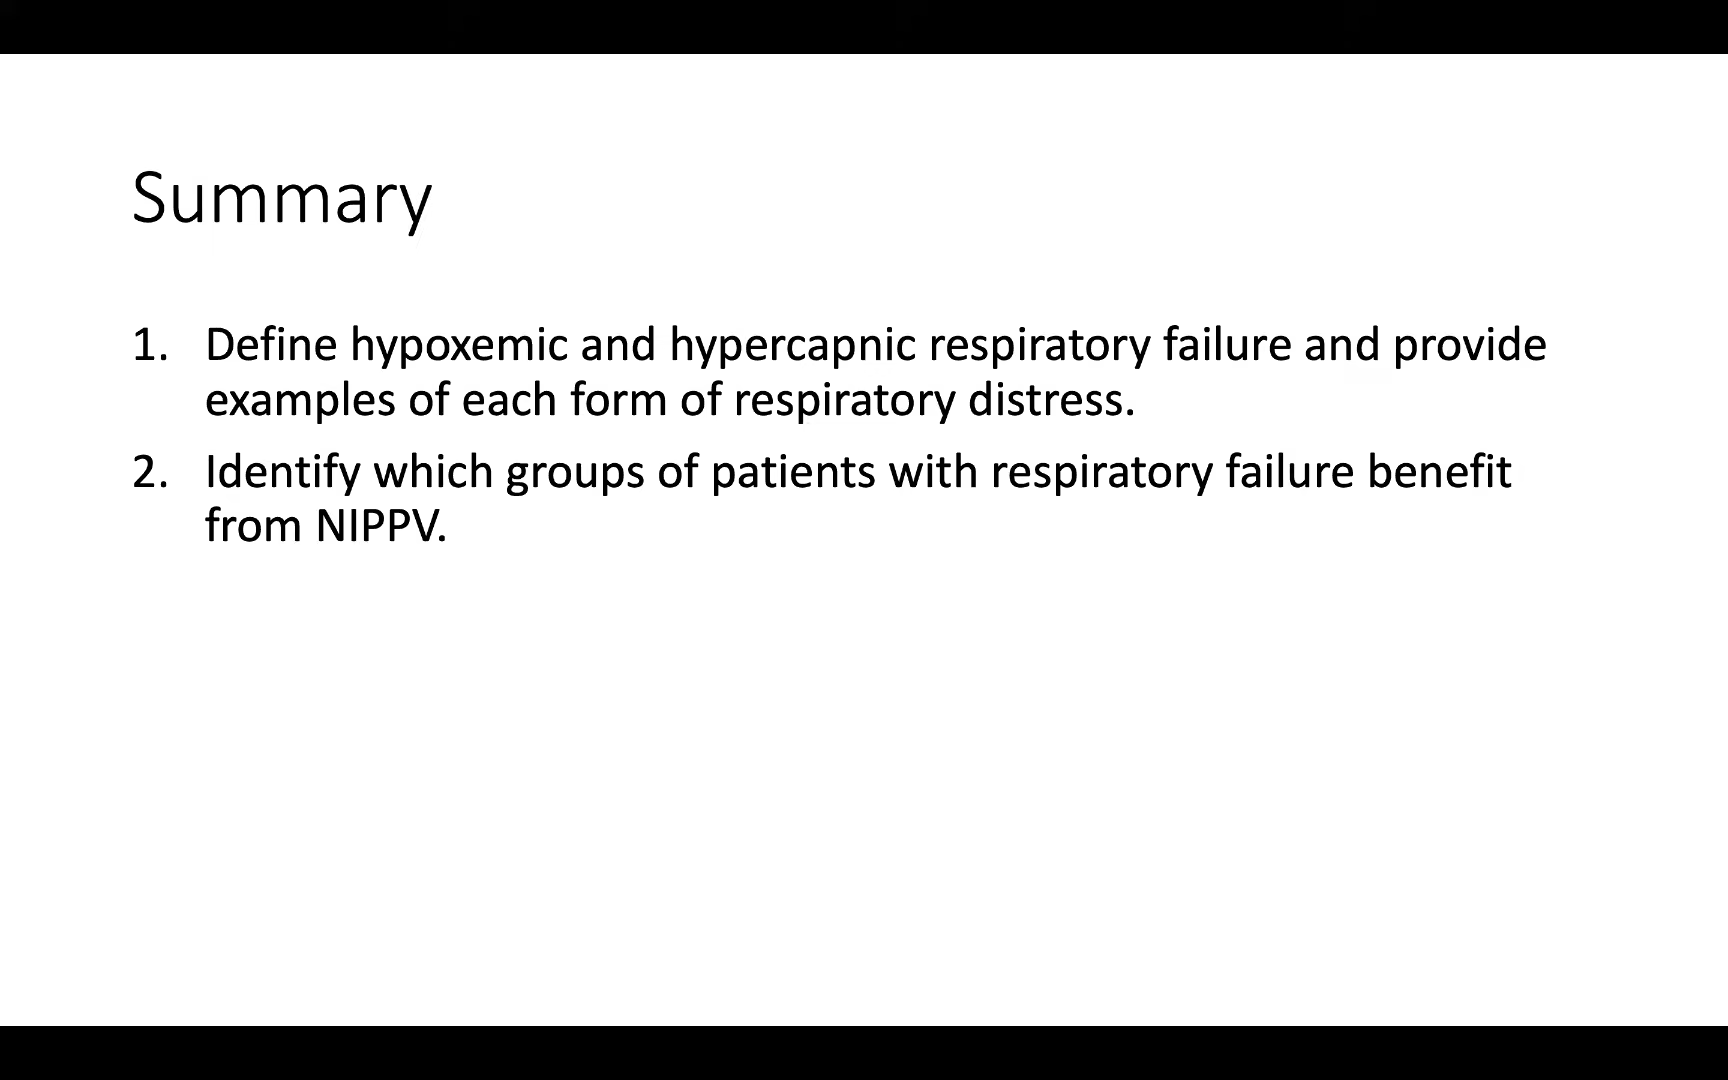 Summary
1. Define hypoxemic and hypercapnic respiratory failure and provide
examples of each form of respiratory distress.
2. Identify which groups of patients with respiratory failure benefit
from NIPPV.